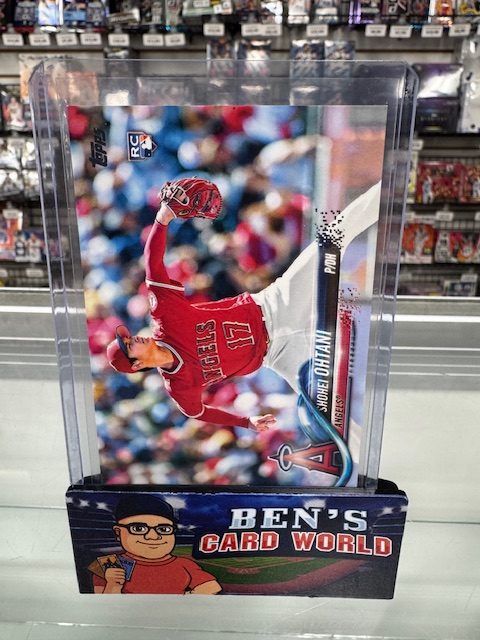 Topps
RC
ANGELS
17
SHOHEI OHTANI
P/DH
ANGELS
A
BEN'S
CARD WORLD